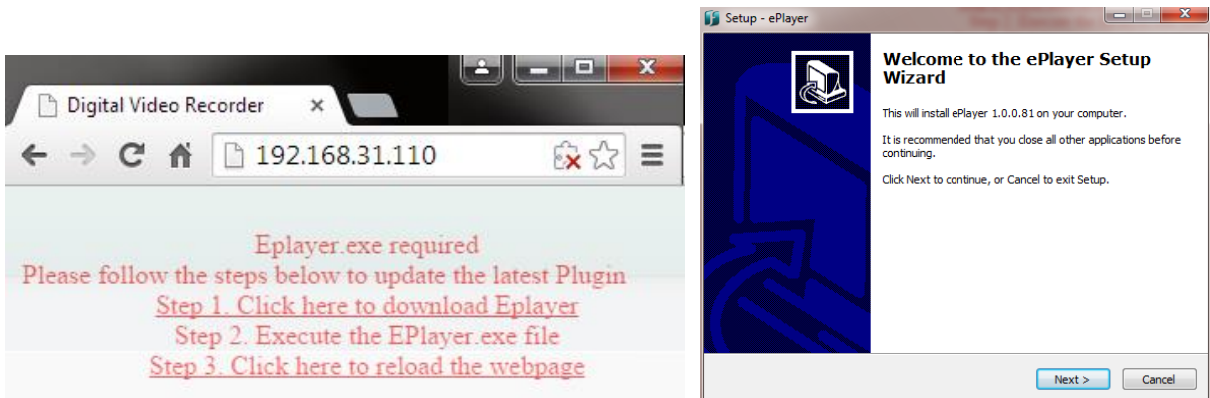 Digital Video Recorder
192.168.31.110
Eplayer.exe required
Please follow the steps below to update the latest Plugin
Step 1. Click here to download Eplayer
Step 2. Execute the EPlayer.exe file
Step 3. Click here to reload the webpage
Setup - ePlayer
Welcome to the ePlayer Setup
Wizard
This will install ePlayer 1.0.0.81 on your computer.
It is recommended that you close all other applications before
continuing.
Click Next to continue, or Cancel to exit Setup.
Next >
Cancel